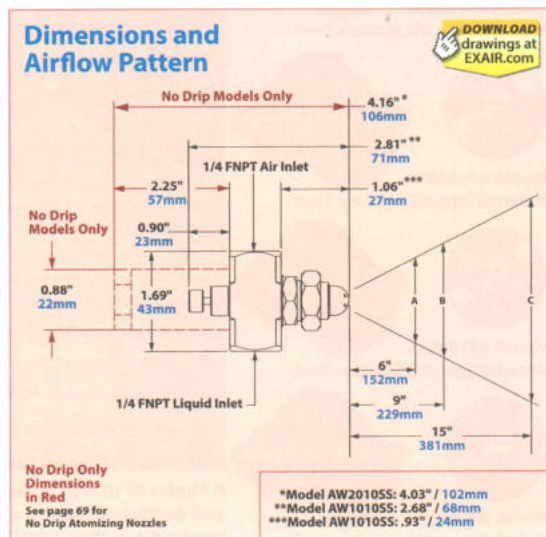 Dimensions and
Airflow Pattern
DOWNLOAD
drawings at
EXAIR.com
No Drip Models Only
4.16" *
106mm
2.81" **
71mm
1/4 FNPT Air Inlet
2.25"
57mm
1.06" ***
27mm
No Drip
Models Only
0.90"
23mm
0.88"
22mm
1.69"
43mm
A
B
C
6"
152mm
9"
229mm
1/4 FNPT Liquid Inlet
15"
381mm
No Drip Only
Dimensions
in Red
See page 69 for
No Drip Atomizing Nozzles
*Model AW2010SS: 4.03" / 102mm
**Model AW1010SS: 2.68" / 68mm
***Model AW1010SS: .93" / 24mm